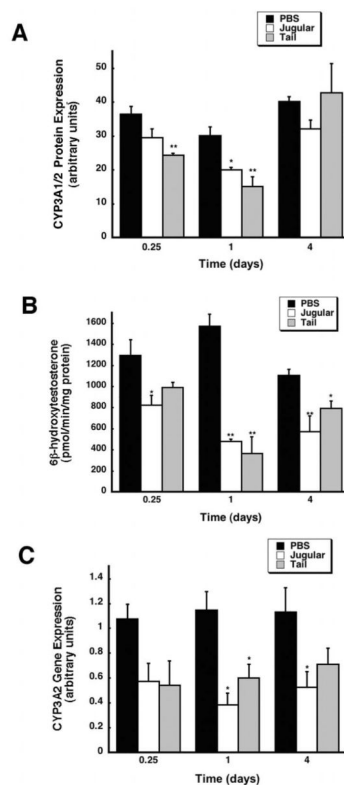 A
PBS
Jugular
Tail
CYP3A1/2 Protein Expression
(arbitrary units)
50
40
30
20
10
0
**
*
**
0.25 1 4
Time (days)
B
PBS
Jugular
Tail
6β-hydroxytestosterone
(pmol/min/mg protein)
1600
1400
1200
1000
800
600
400
200
0
*
** **
** *
0.25 1 4
Time (days)
C
PBS
Jugular
Tail
CYP3A2 Gene Expression
(arbitrary units)
1.4
1.2
1
0.8
0.6
0.4
0.2
0
* *
*
0.25 1 4
Time (days)